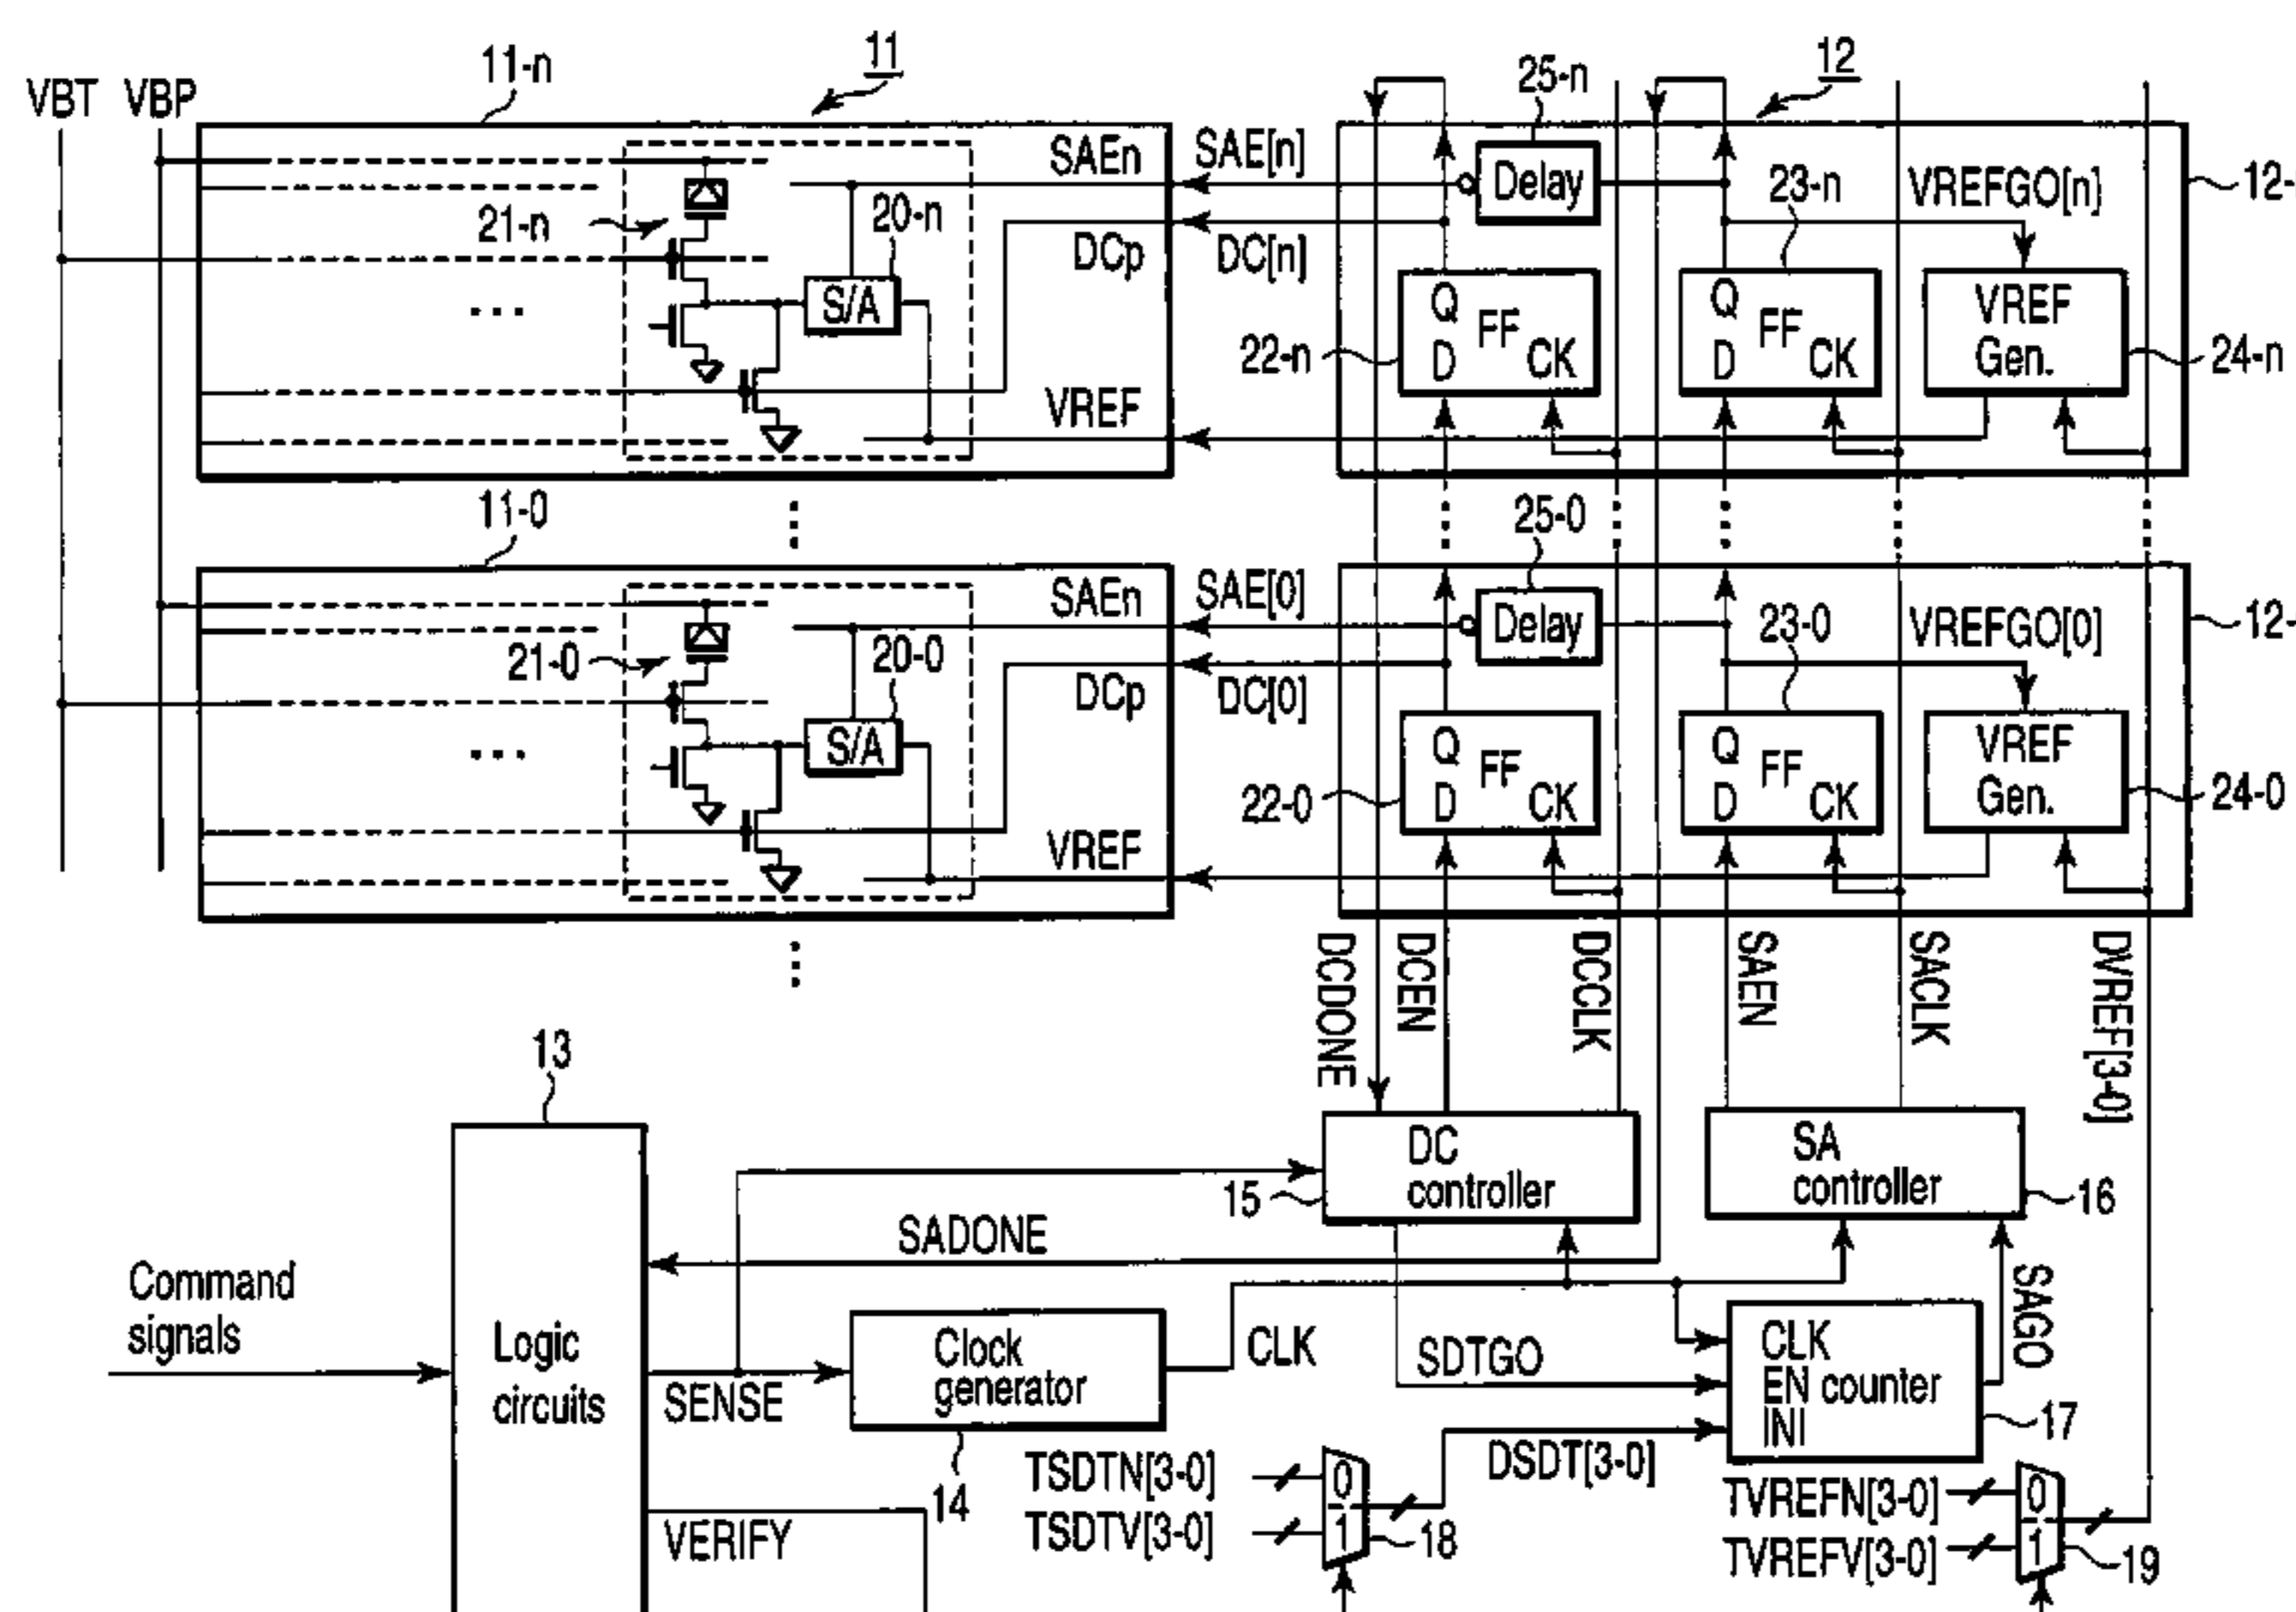 VBT VBP
11-n
11
25-n
12
SAEn
SAE[n]
Delay
23-n
VREFGO[n]
12-
21-n
20-n
DCp
DC[n]
...
S/A
Q
D
FF
CK
22-n
Q
D
FF
CK
VREF
Gen.
24-n
VREF
11-0
25-0
SAEn
SAE[0]
Delay
23-0
VREFGO[0]
12-
21-0
20-0
DCp
DC[0]
...
S/A
Q
D
FF
CK
22-0
Q
D
FF
CK
VREF
Gen.
24-0
VREF
DCDONE
DCEN
DCCLK
SAEN
SACLK
DVREF[3-0]
13
DC
controller
15
SA
controller
16
SADONE
Command
signals
Logic
circuits
SENSE
Clock
generator
14
CLK
SDTGO
CLK
EN counter
INI
17
SAGO
TSDTN[3-0]
TSDTV[3-0]
0
1
18
DSDT[3-0]
TVREFN[3-0]
TVREFV[3-0]
0
1
19
VERIFY